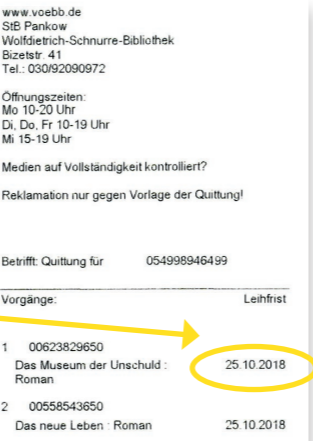 www.voebb.de
StB Pankow
Wolfdietrich-Schnurre-Bibliothek
Bizetstr. 41
Tel.: 030/92090972
Öffnungszeiten:
Mo 10-20 Uhr
Di, Do, Fr 10-19 Uhr
Mi 15-19 Uhr
Medien auf Vollständigkeit kontrolliert?
Reklamation nur gegen Vorlage der Quittung!
Betrifft: Quittung für 054998946499
Vorgänge: Leihfrist
1 00623829650
Das Museum der Unschuld : 25.10.2018
Roman
2 00558543650
Das neue Leben : Roman 25.10.2018